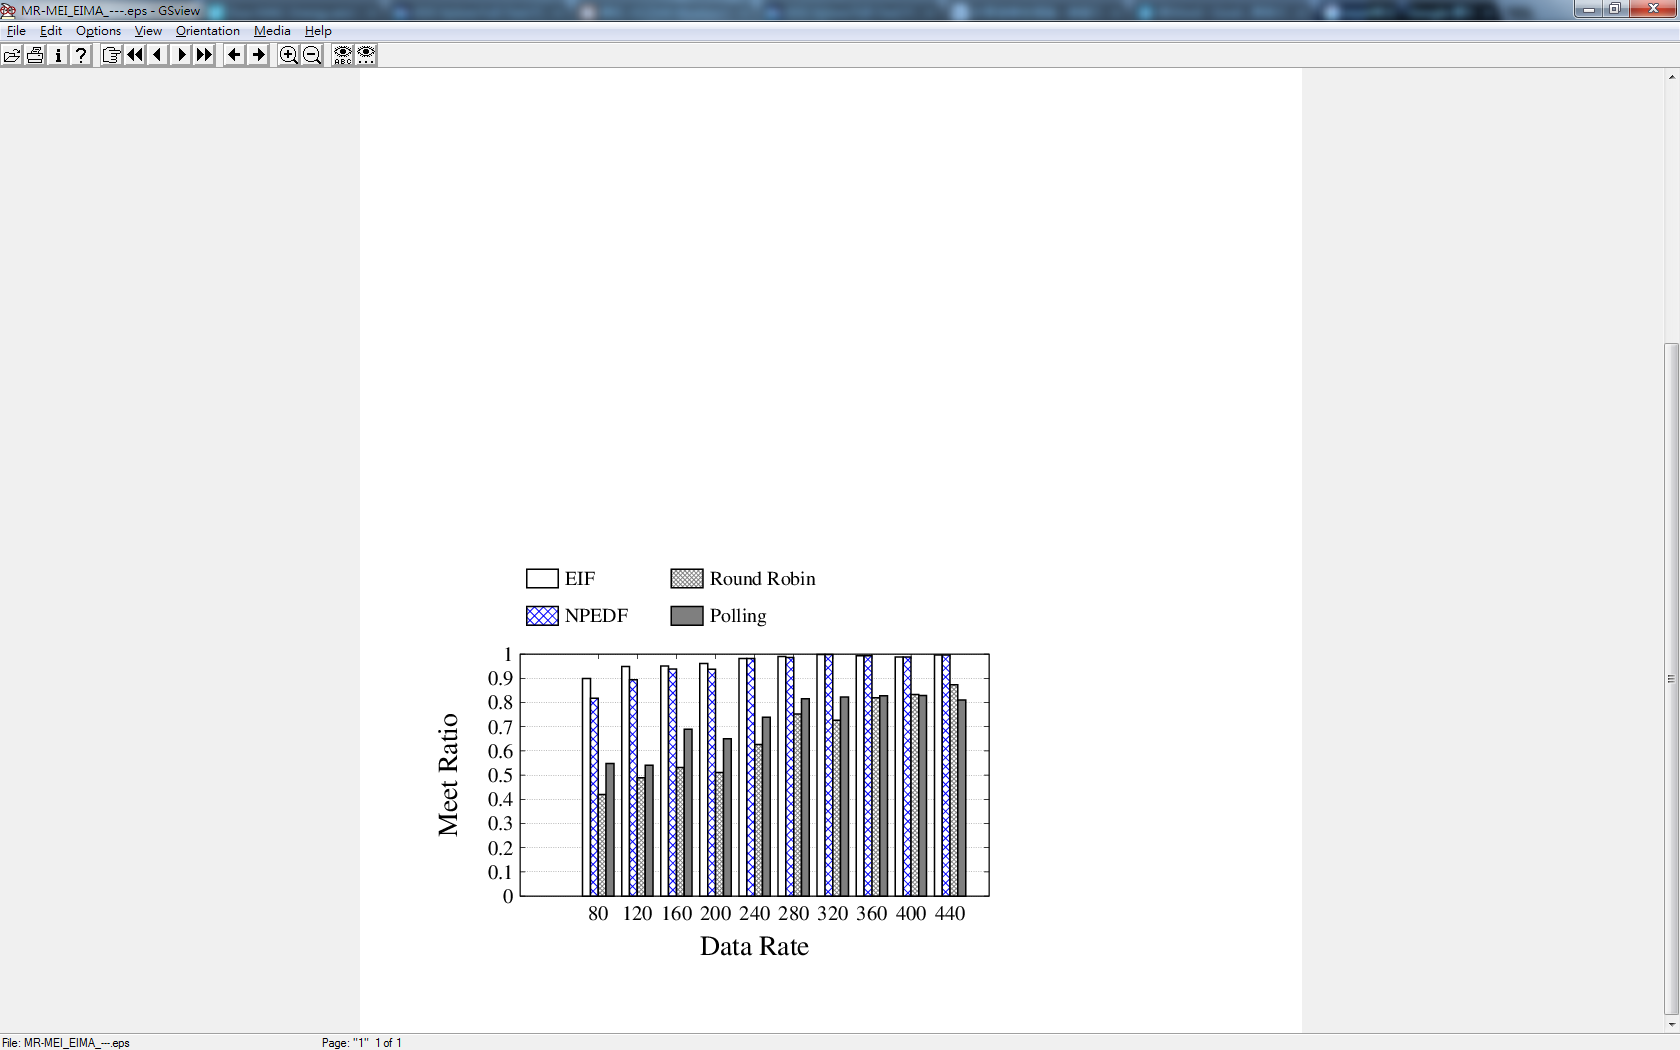 MR-MEI_EIMA_---.eps - GSview
File Edit Options View Orientation Media Help
EIF Round Robin
NPEDF Polling
1
0.9
0.8
0.7
0.6
0.5
0.4
0.3
0.2
0.1
0
Meet Ratio
80 120 160 200 240 280 320 360 400 440
Data Rate
File: MR-MEI_EIMA_---.eps Page: "1" 1 of 1